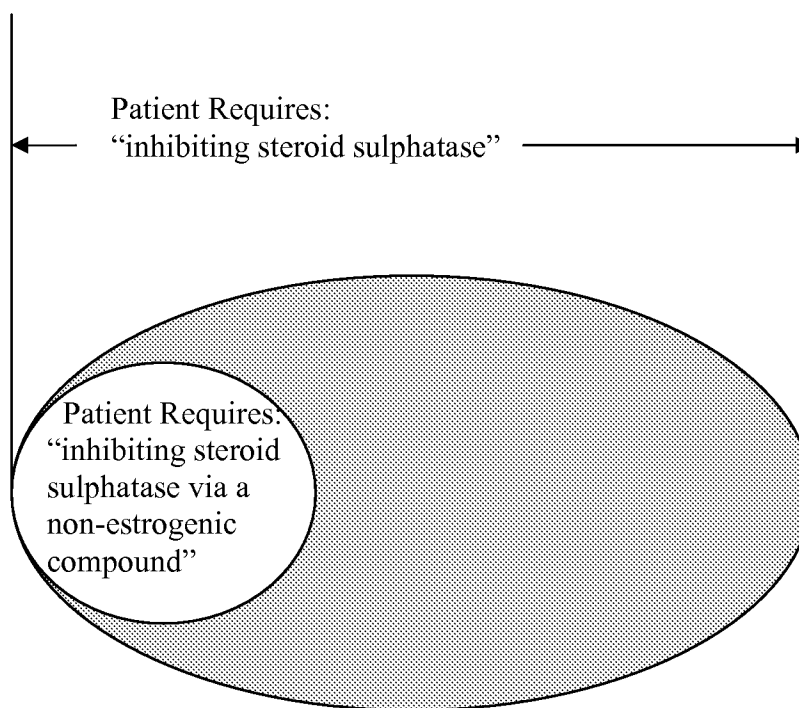 Patient Requires:
“inhibiting steroid sulphatase”
Patient Requires:
“inhibiting steroid
sulphatase via a
non-estrogenic
compound”